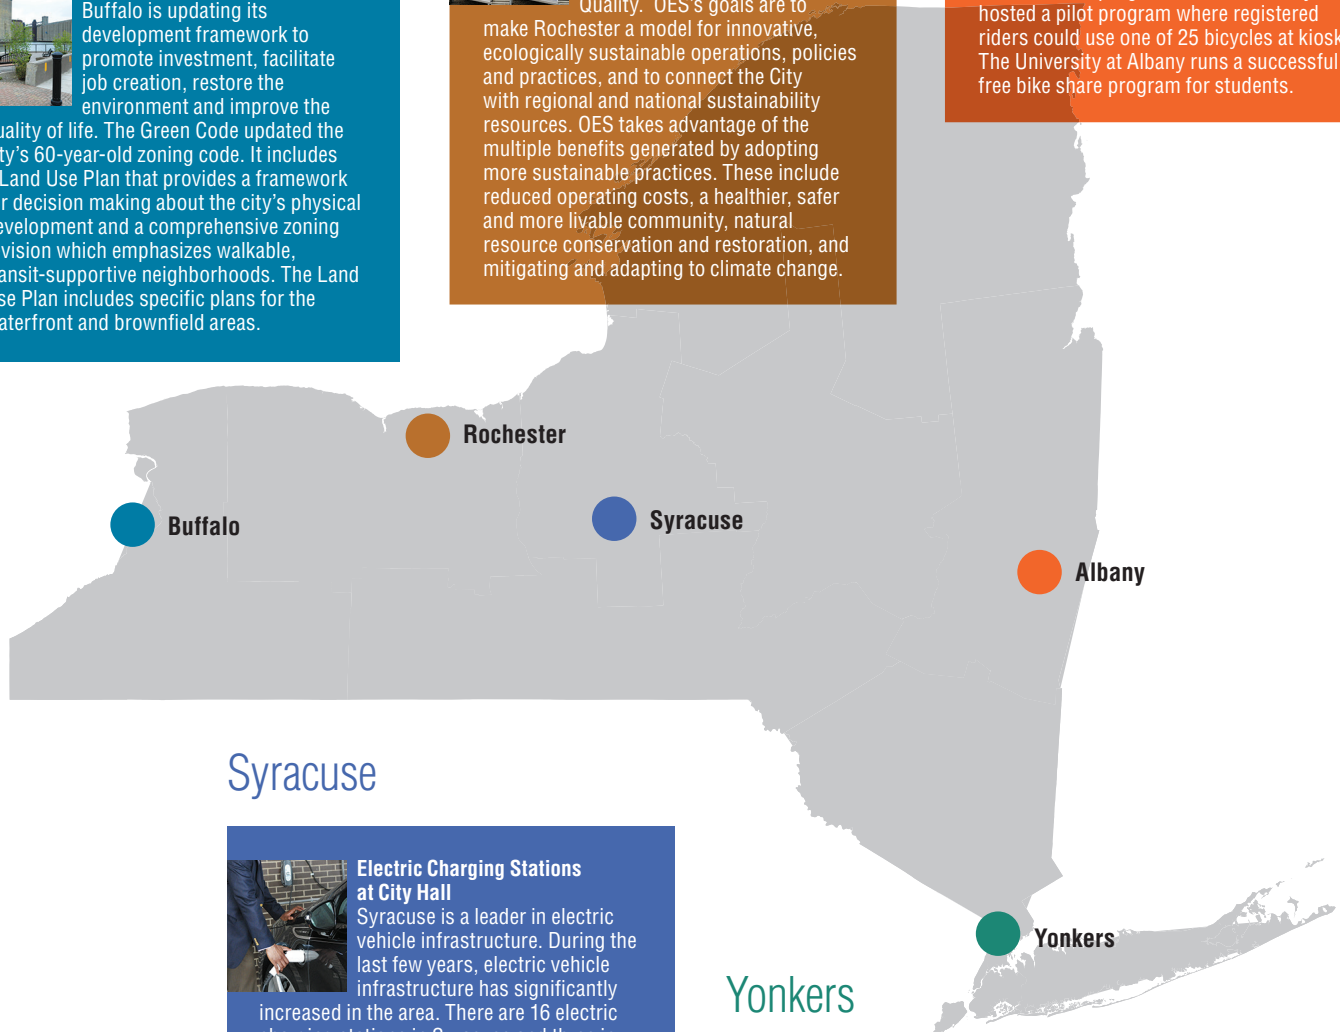 Buffalo is updating its
development framework to
promote investment, facilitate
job creation, restore the
environment and improve the
uality of life. The Green Code updated the
ty's 60-year-old zoning code. It includes
Land Use Plan that provides a framework
r decision making about the city's physical
evelopment and a comprehensive zoning
vision which emphasizes walkable,
ansit-supportive neighborhoods. The Land
se Plan includes specific plans for the
aterfront and brownfield areas.
Quality. OES's goals are to
make Rochester a model for innovative,
ecologically sustainable operations, policies
and practices, and to connect the City
with regional and national sustainability
resources. OES takes advantage of the
multiple benefits generated by adopting
more sustainable practices. These include
reduced operating costs, a healthier, safer
and more livable community, natural
resource conservation and restoration, and
mitigating and adapting to climate change.
hosted a pilot program where registered
riders could use one of 25 bicycles at kiosk
The University at Albany runs a successful
free bike share program for students.
Rochester
Buffalo
Syracuse
Albany
Syracuse
Electric Charging Stations
at City Hall
Syracuse is a leader in electric
vehicle infrastructure. During the
last few years, electric vehicle
infrastructure has significantly
increased in the area. There are 16 electric
Yonkers
Yonkers